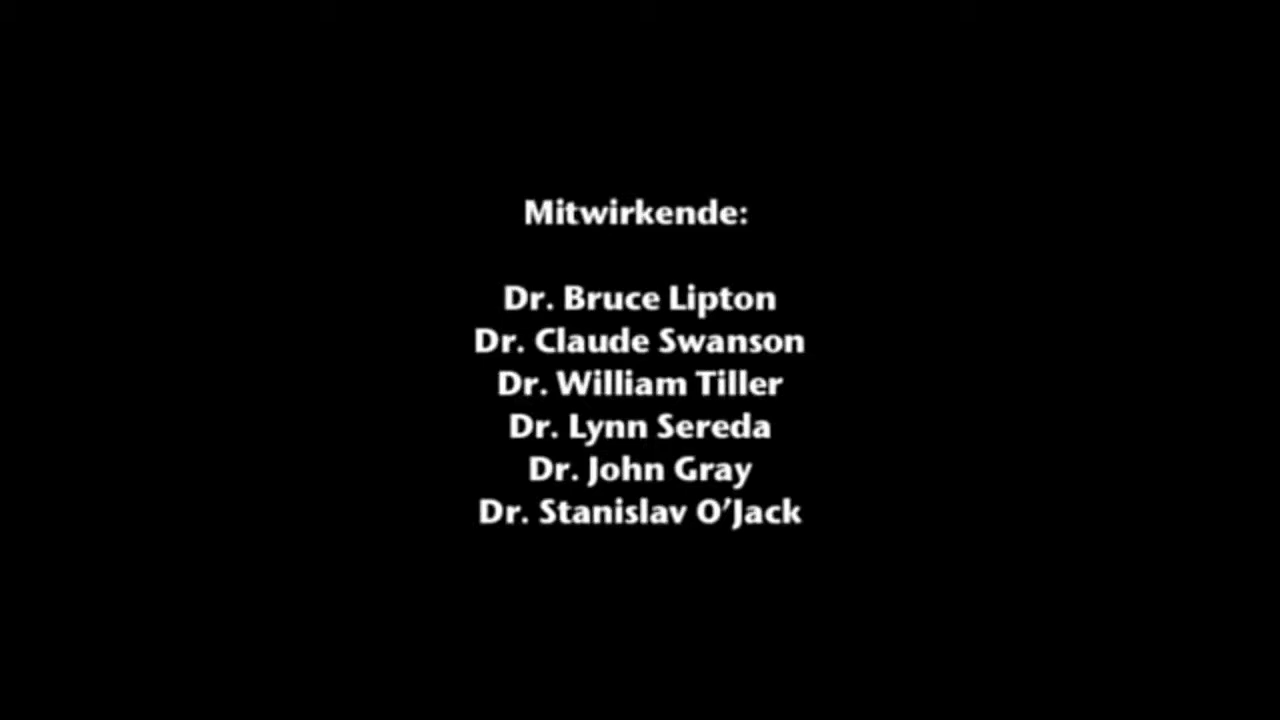 Mitwirkende:
Dr. Bruce Lipton
Dr. Claude Swanson
Dr. William Tiller
Dr. Lynn Sereda
Dr. John Gray
Dr. Stanislav O’Jack